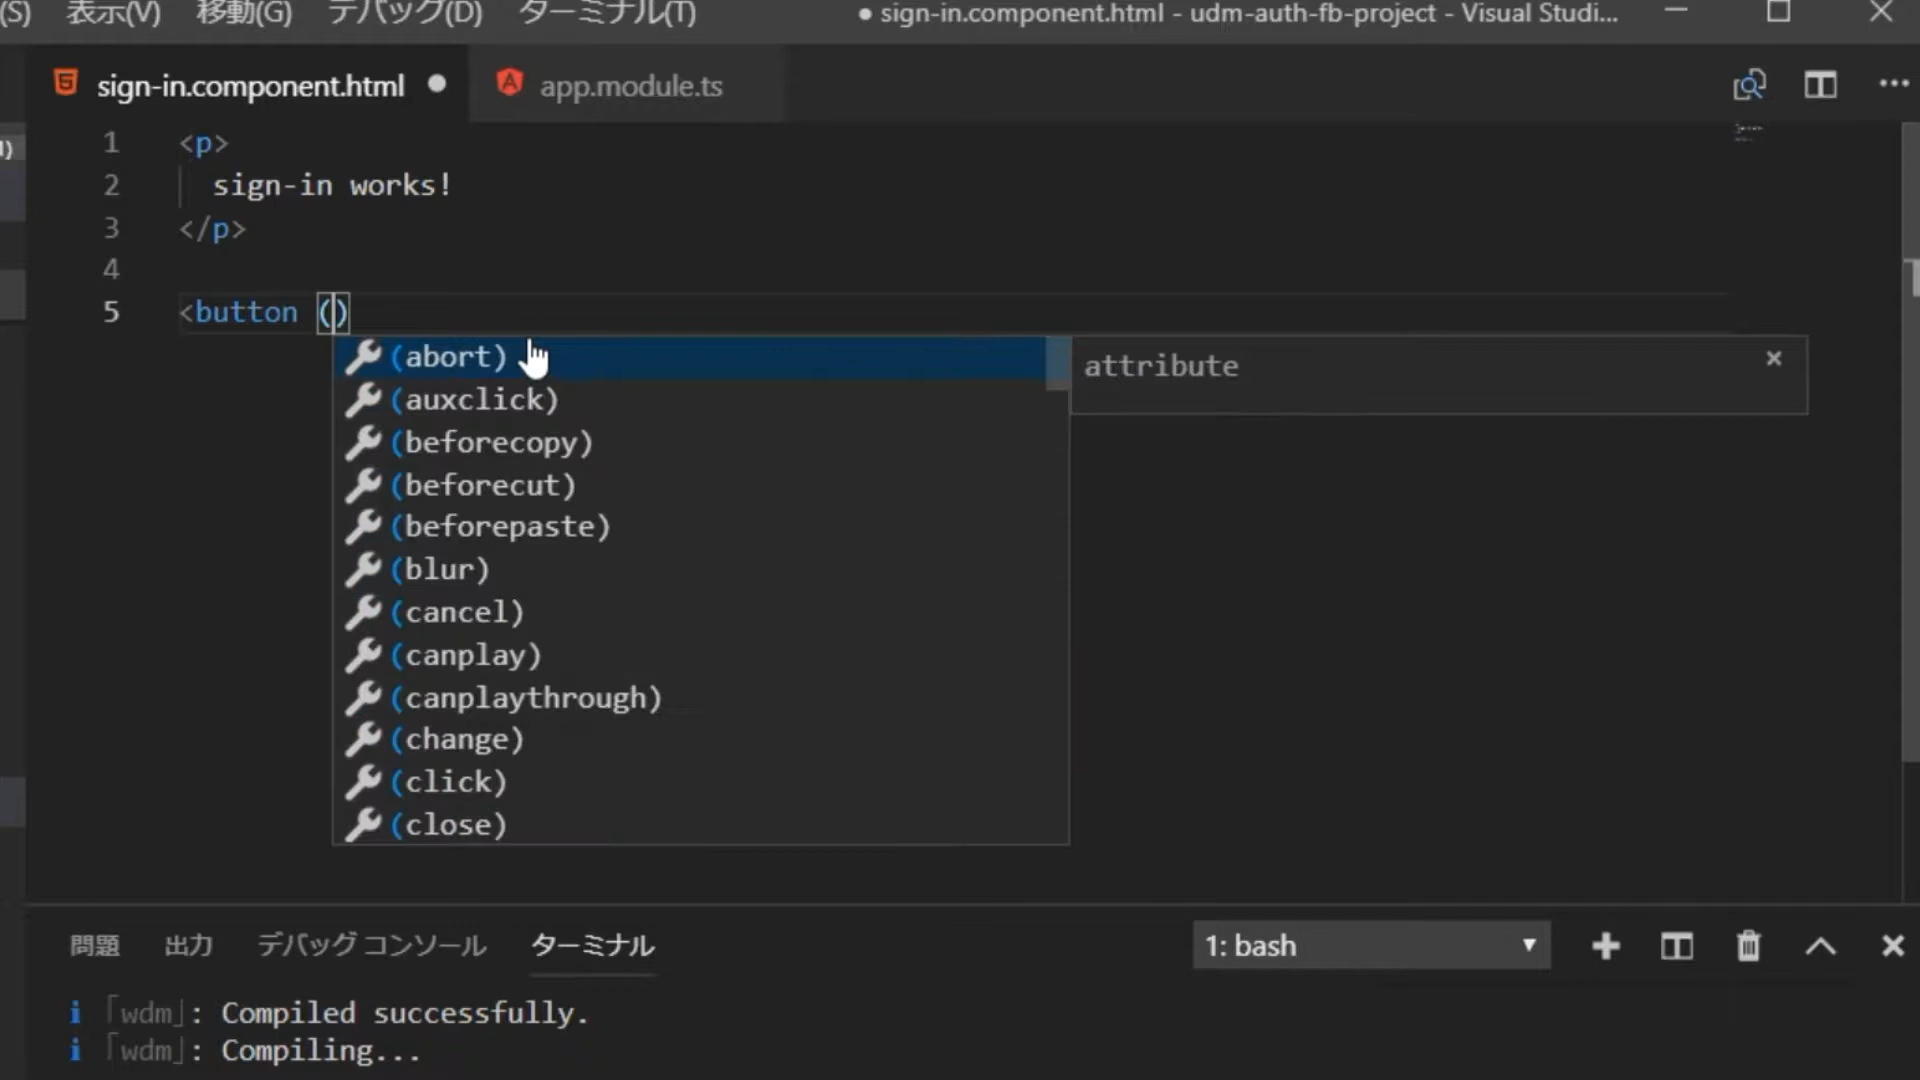 (S) 表示(V) 移動(G) デバッグ(D) ターミナル(T) ● sign-in.component.html - udm-auth-fb-project - Visual Studi...
sign-in.component.html ● app.module.ts
1 <p>
2 sign-in works!
3 </p>
4
5 <button ()
(abort)
attribute
(auxclick)
(beforecopy)
(beforecut)
(beforepaste)
(blur)
(cancel)
(canplay)
(canplaythrough)
(change)
(click)
(close)
問題 出力 デバッグ コンソール ターミナル 1: bash
i 「wdm」: Compiled successfully.
i 「wdm」: Compiling...